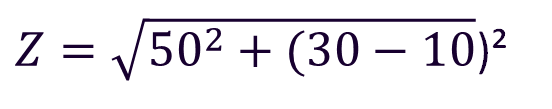 Z = √50² + (30 − 10)²